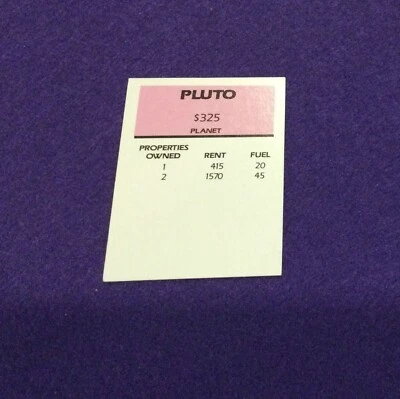 PLUTO
$325
PLANET
PROPERTIES
OWNED RENT FUEL
1 415 20
2 1570 45